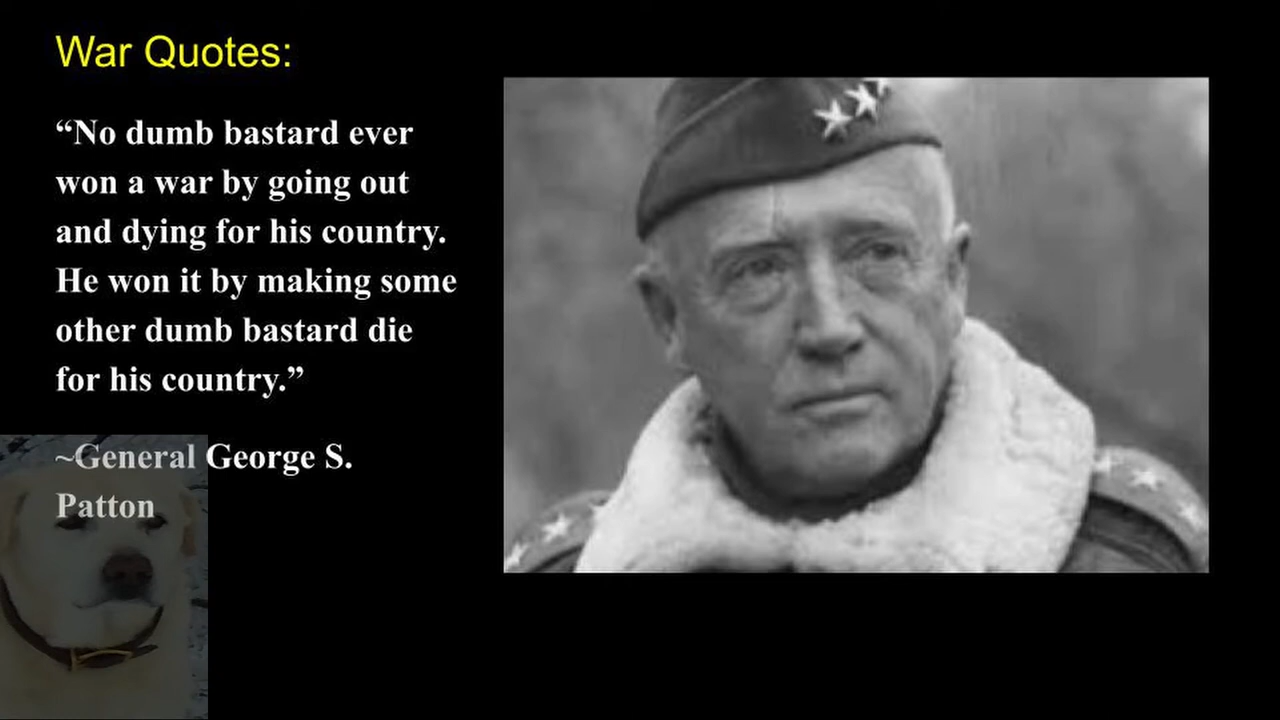 War Quotes:
“No dumb bastard ever
won a war by going out
and dying for his country.
He won it by making some
other dumb bastard die
for his country.”
~General George S.
Patton